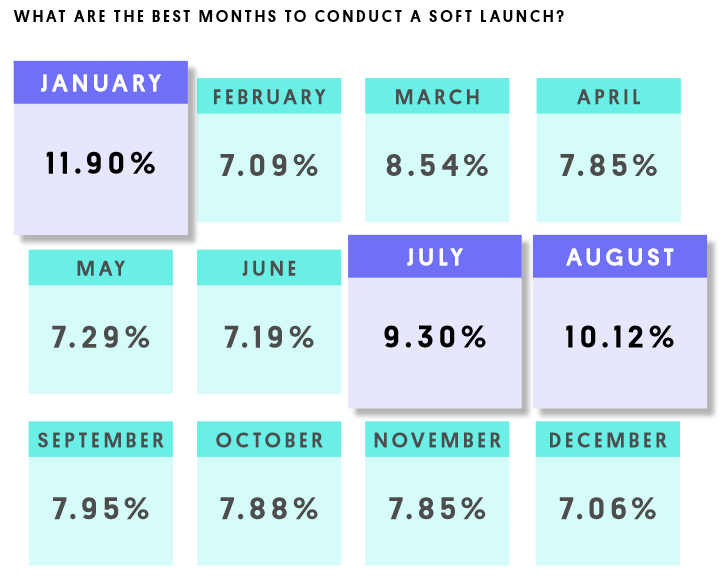 WHAT ARE THE BEST MONTHS TO CONDUCT A SOFT LAUNCH?
JANUARY
11.90%
FEBRUARY
7.09%
MARCH
8.54%
APRIL
7.85%
MAY
7.29%
JUNE
7.19%
JULY
9.30%
AUGUST
10.12%
SEPTEMBER
7.95%
OCTOBER
7.88%
NOVEMBER
7.85%
DECEMBER
7.06%